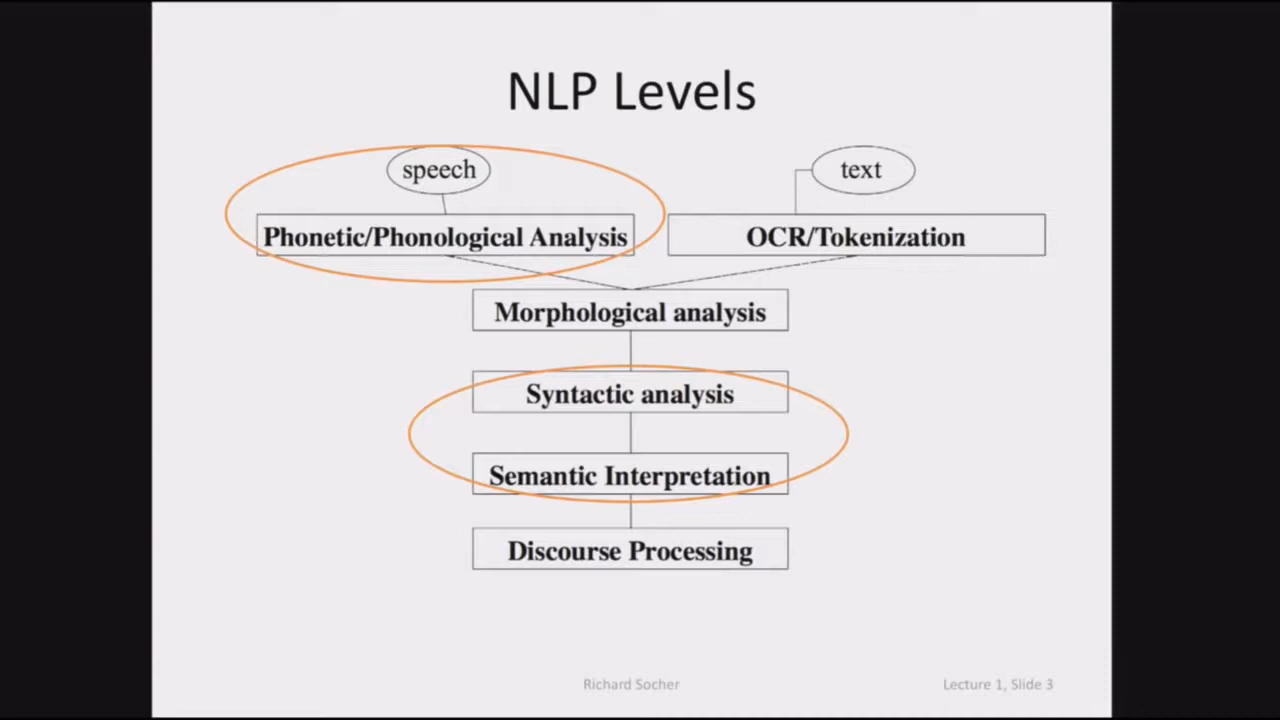 NLP Levels
speech
text
Phonetic/Phonological Analysis
OCR/Tokenization
Morphological analysis
Syntactic analysis
Semantic Interpretation
Discourse Processing
Richard Socher
Lecture 1, Slide 3